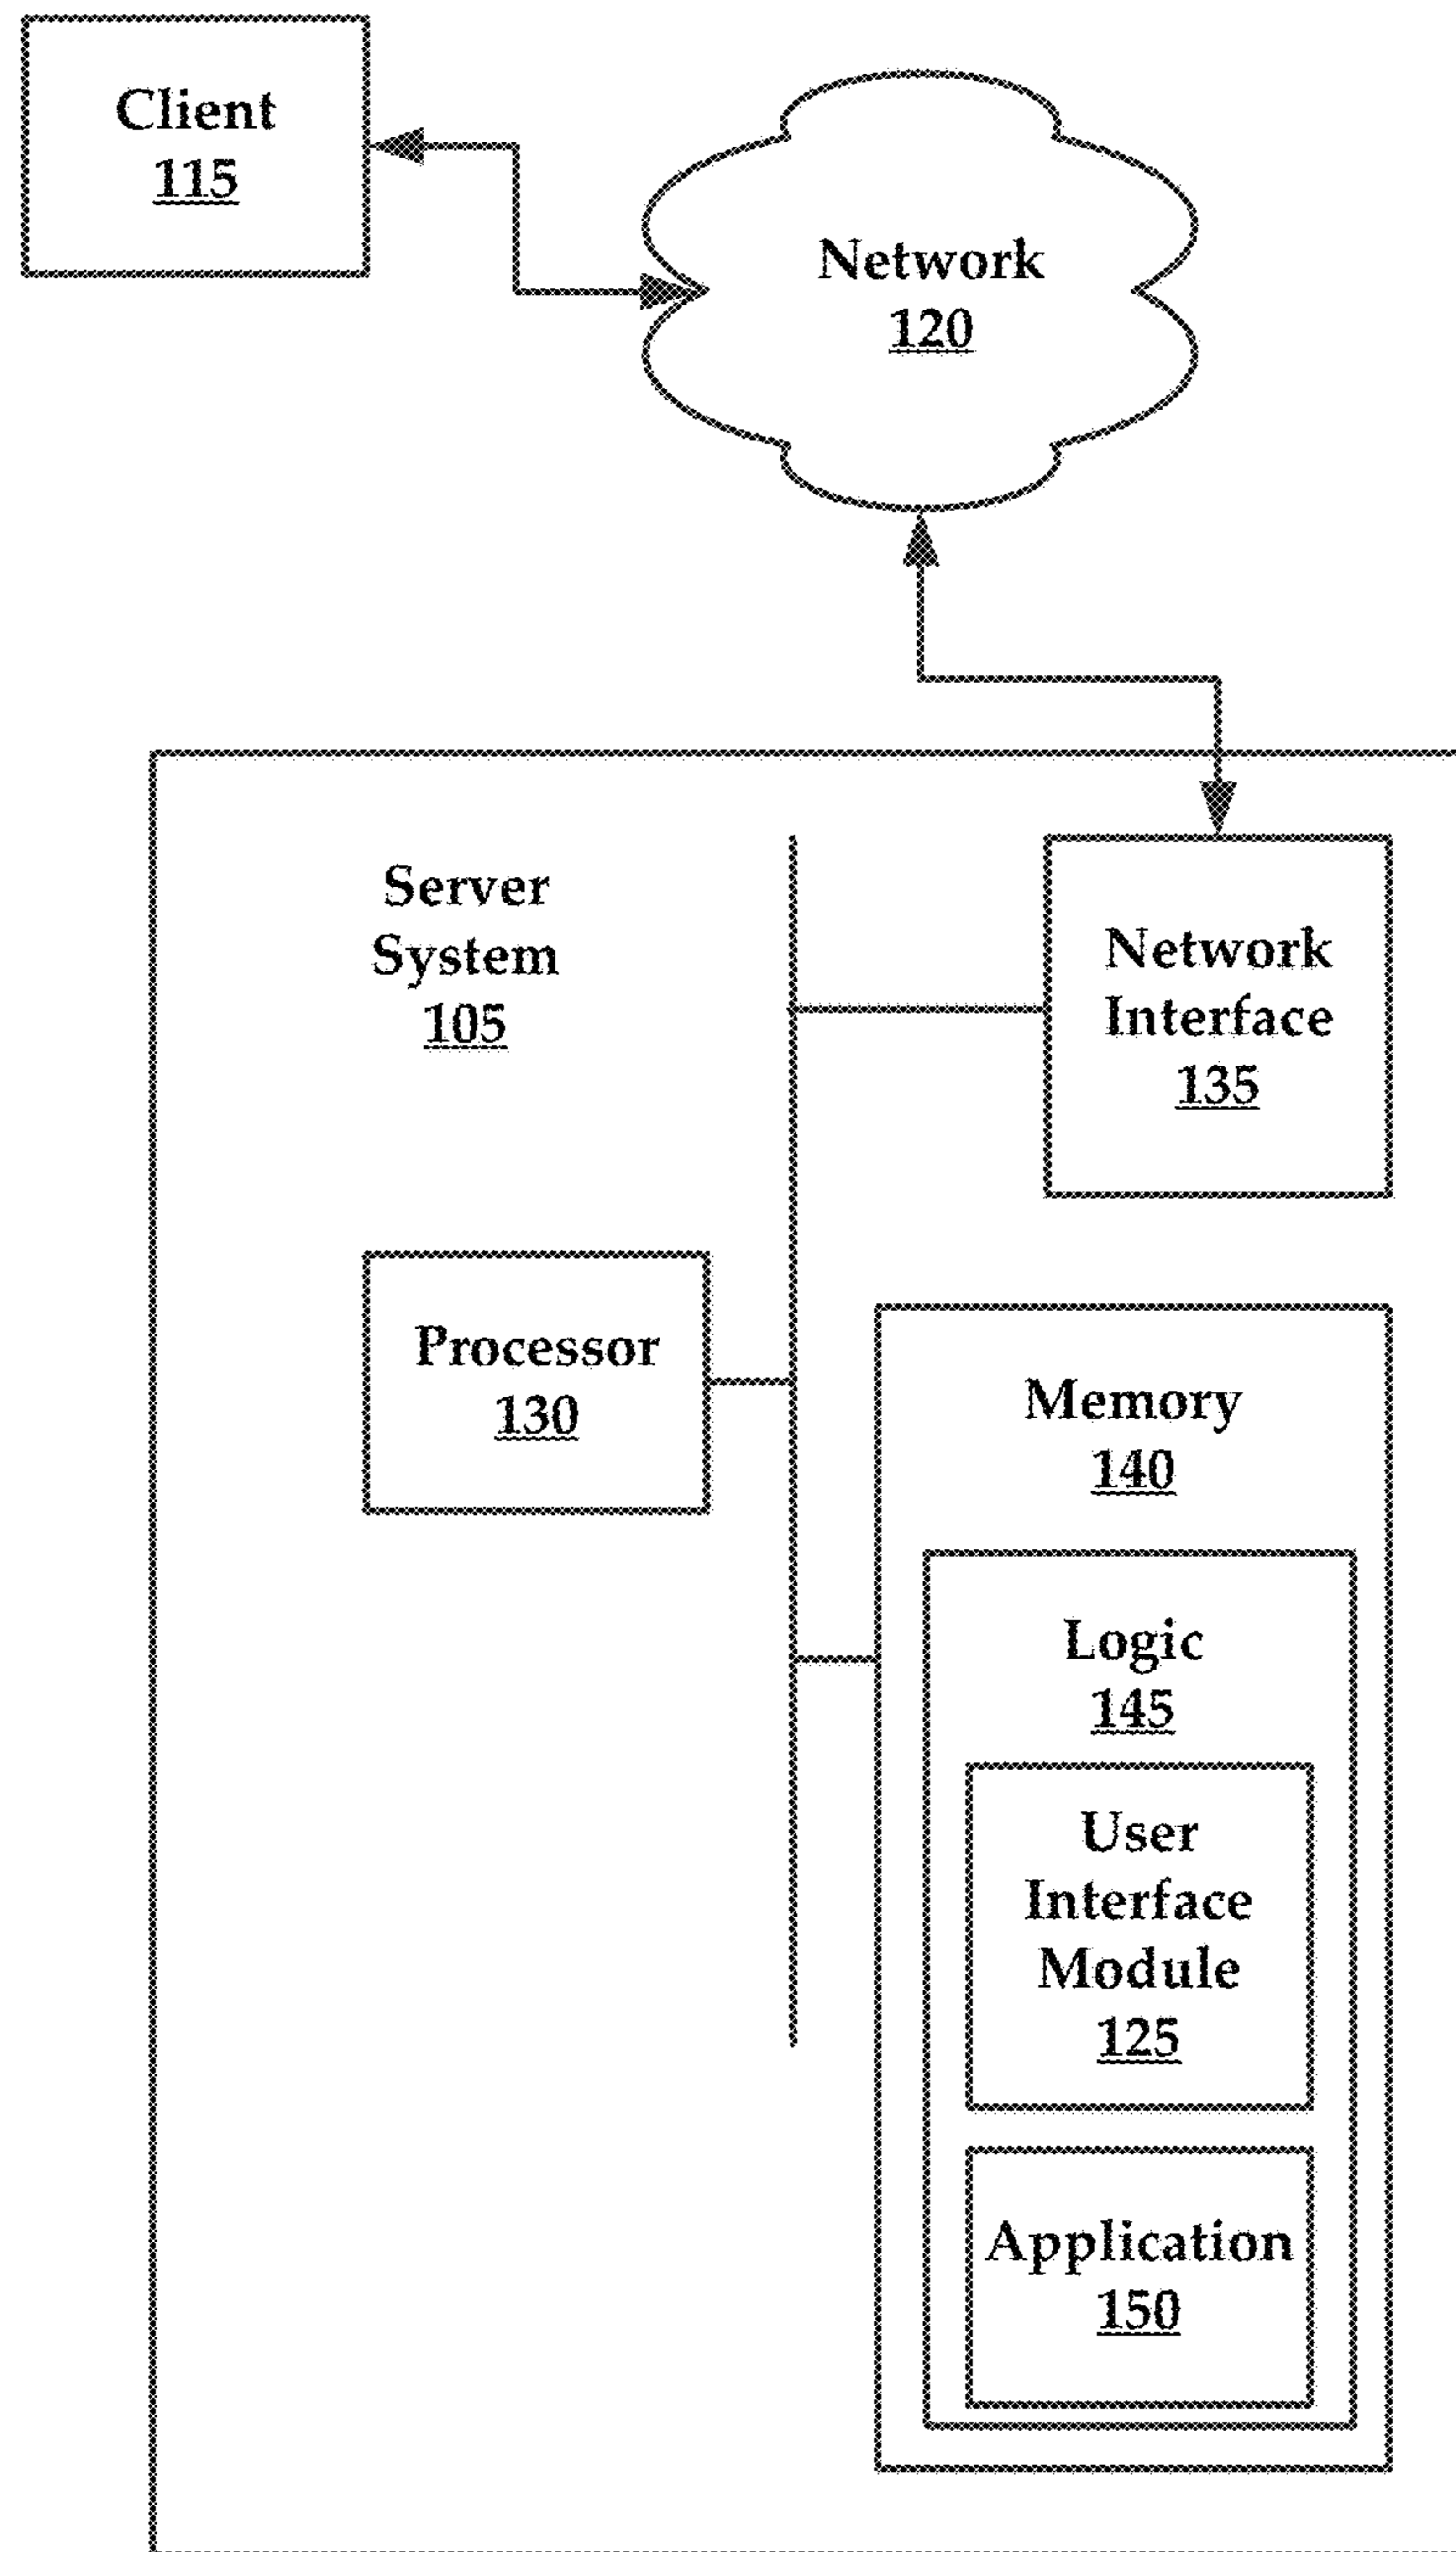 Client
115
Network
120
Server
System
105
Network
Interface
135
Processor
130
Memory
140
Logic
145
User
Interface
Module
125
Application
150